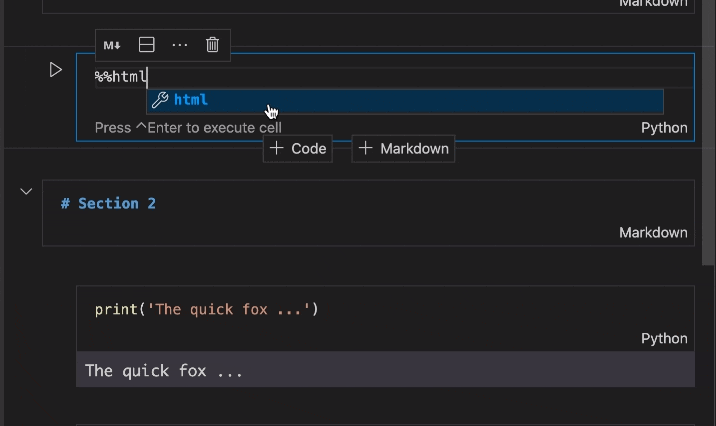 Markdown
M↓ ...
%%html
html
Press ^Enter to execute cell
Python
+ Code + Markdown
# Section 2
Markdown
print('The quick fox ...')
Python
The quick fox ...